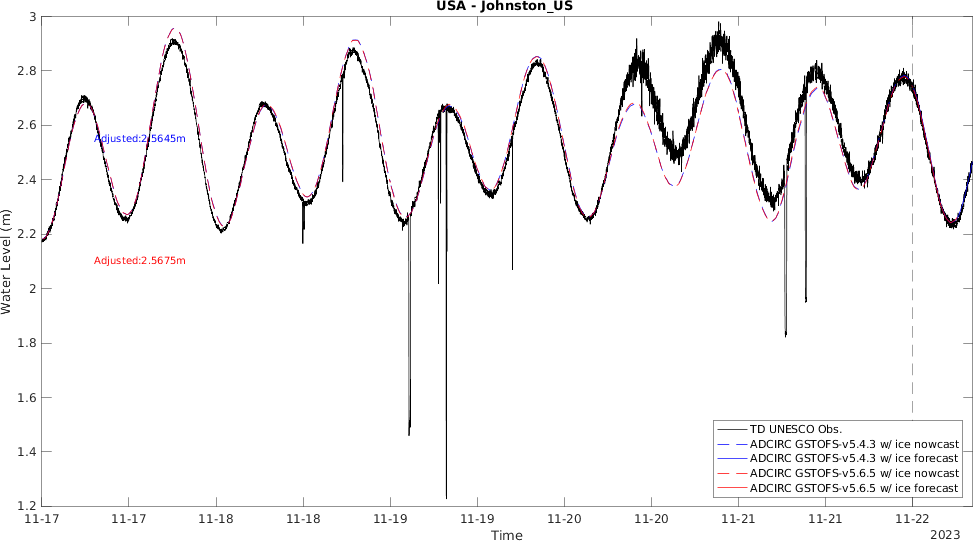 USA - Johnston_US
3
2.8
2.6
2.4
2.2
2
1.8
1.6
1.4
1.2
Water Level (m)
Adjusted:2.5645m
Adjusted:2.5675m
TD UNESCO Obs.
ADCIRC GSTOFS-v5.4.3 w/ ice nowcast
ADCIRC GSTOFS-v5.4.3 w/ ice forecast
ADCIRC GSTOFS-v5.6.5 w/ ice nowcast
ADCIRC GSTOFS-v5.6.5 w/ ice forecast
11-17 11-17 11-18 11-18 11-19 11-19 11-20 11-20 11-21 11-21 11-22
Time
2023